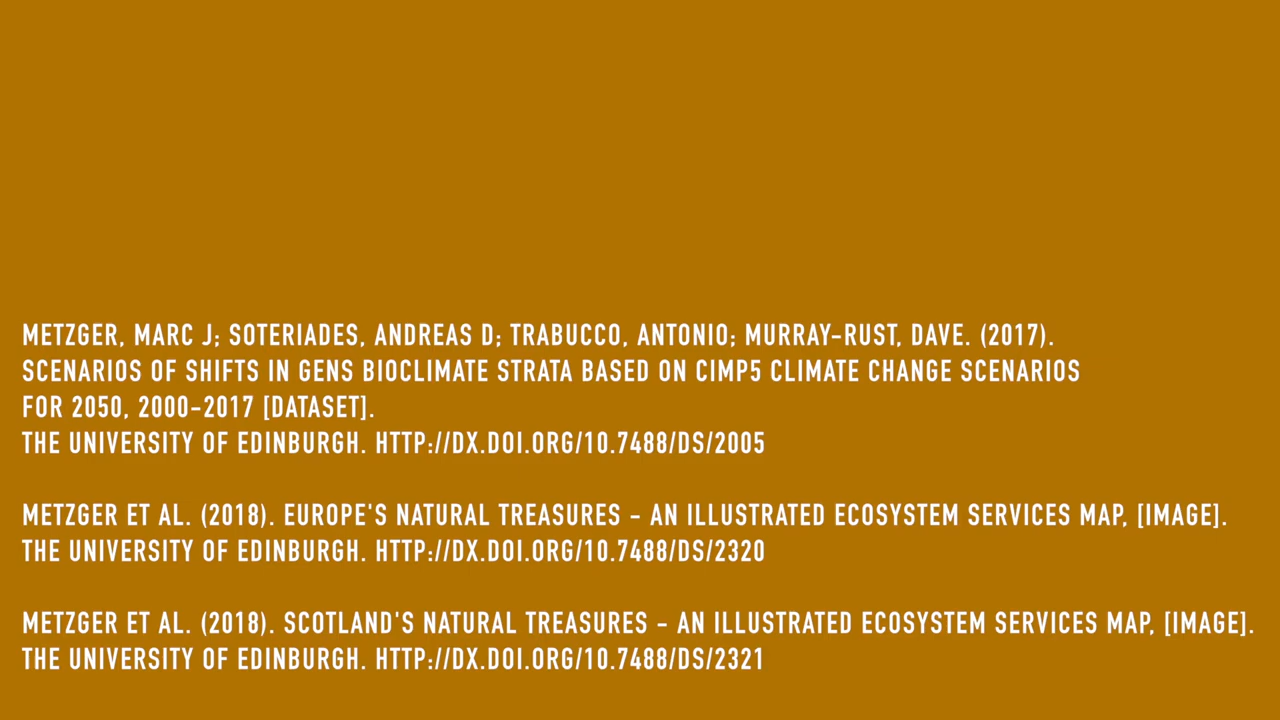 METZGER, MARC J; SOTERIADES, ANDREAS D; TRABUCCO, ANTONIO; MURRAY-RUST, DAVE. (2017).
SCENARIOS OF SHIFTS IN GENS BIOCLIMATE STRATA BASED ON CIMP5 CLIMATE CHANGE SCENARIOS
FOR 2050, 2000-2017 [DATASET].
THE UNIVERSITY OF EDINBURGH. HTTP://DX.DOI.ORG/10.7488/DS/2005
METZGER ET AL. (2018). EUROPE'S NATURAL TREASURES - AN ILLUSTRATED ECOSYSTEM SERVICES MAP, [IMAGE].
THE UNIVERSITY OF EDINBURGH. HTTP://DX.DOI.ORG/10.7488/DS/2320
METZGER ET AL. (2018). SCOTLAND'S NATURAL TREASURES - AN ILLUSTRATED ECOSYSTEM SERVICES MAP, [IMAGE].
THE UNIVERSITY OF EDINBURGH. HTTP://DX.DOI.ORG/10.7488/DS/2321